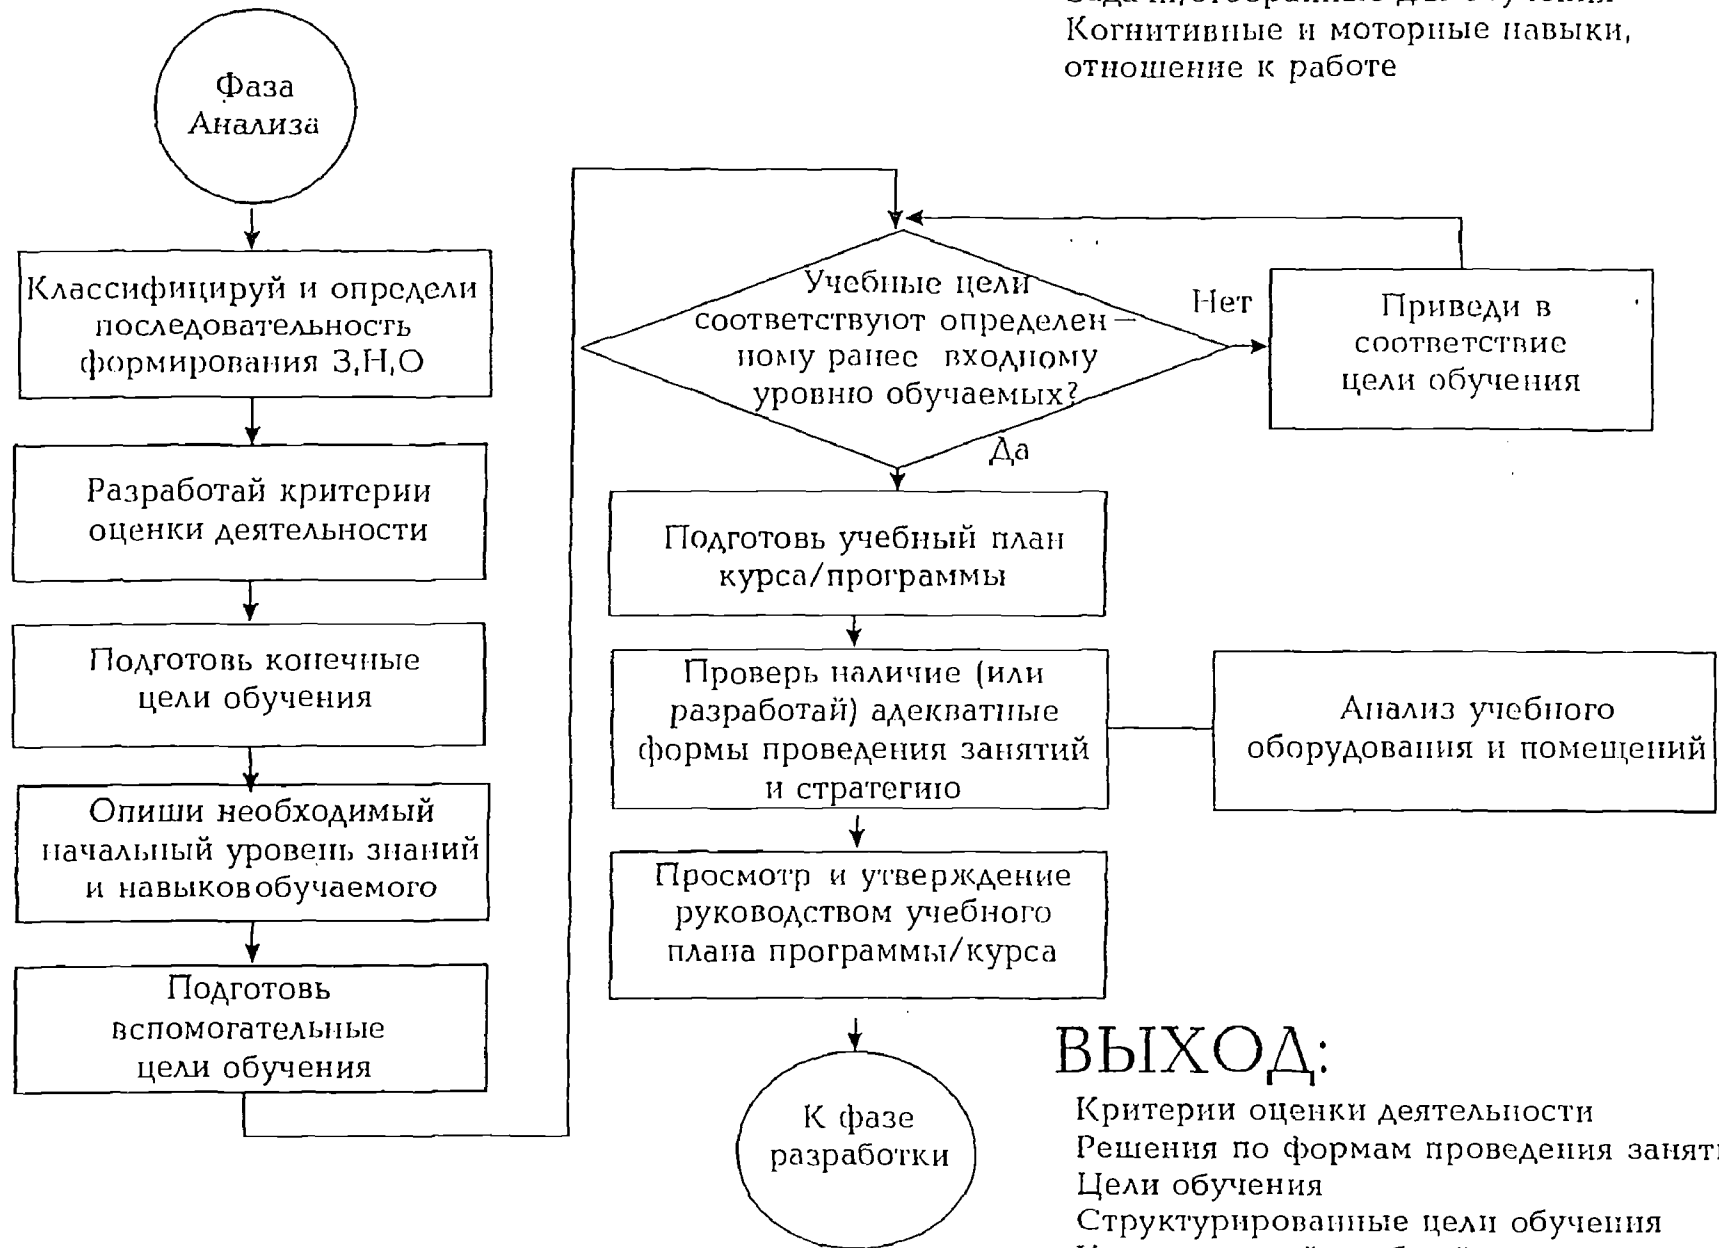 Когнитивные и моторные навыки,
отношение к работе
Фаза
Анализа
Классифицируй и определи
последовательность
формирования З,Н,О
Разработай критерии
оценки деятельности
Подготовь конечные
цели обучения
Опиши необходимый
начальный уровень знаний
и навыковобучаемого
Подготовь
вспомогательные
цели обучения
Учебные цели
соответствуют определен—
ному ранее входному
уровню обучаемых?
Нет
Приведи в
соответствие
цели обучения
Да
Подготовь учебный план
курса/программы
Проверь наличие (или
разработай) адекватные
формы проведения занятий
и стратегию
Анализ учебного
оборудования и помещений
Просмотр и утверждение
руководством учебного
плана программы/курса
К фазе
разработки
ВЫХОД:
Критерии оценки деятельности
Решения по формам проведения занят
Цели обучения
Структурированные цели обучения